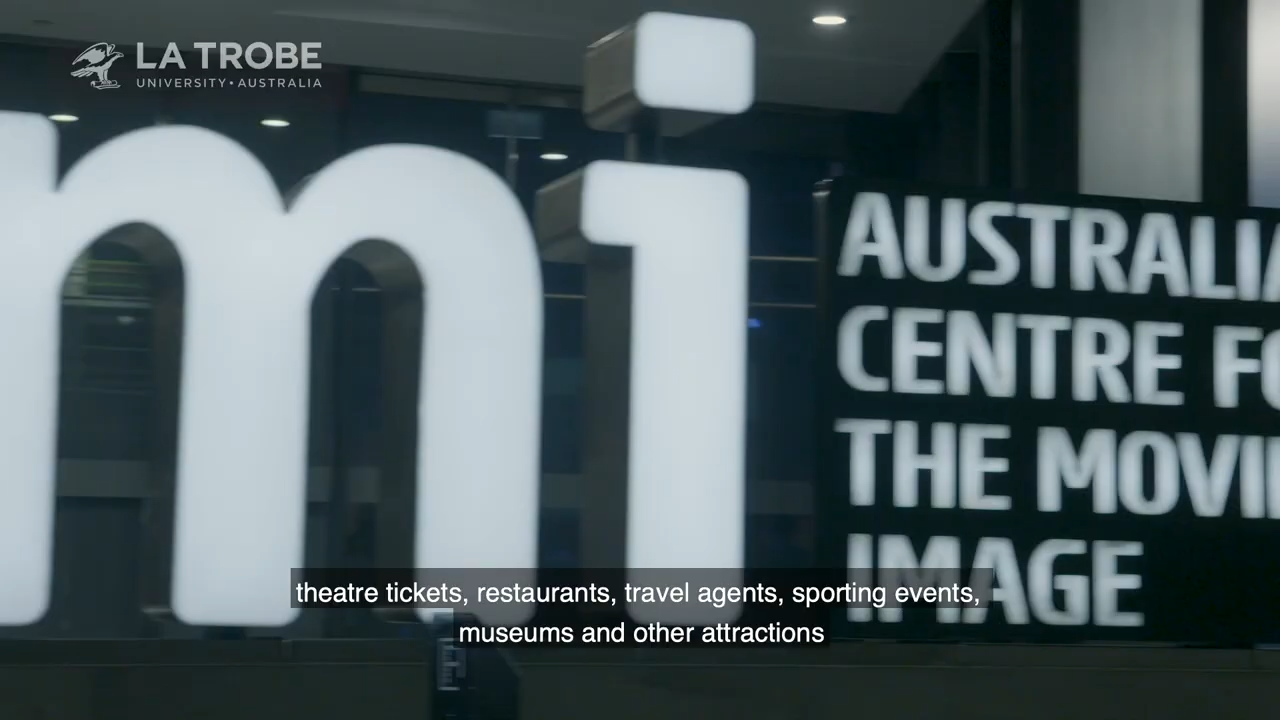 LA TROBE
UNIVERSITY • AUSTRALIA
mi
AUSTRALIA
CENTRE FO
THE MOVI
IMAGE
theatre tickets, restaurants, travel agents, sporting events,
museums and other attractions